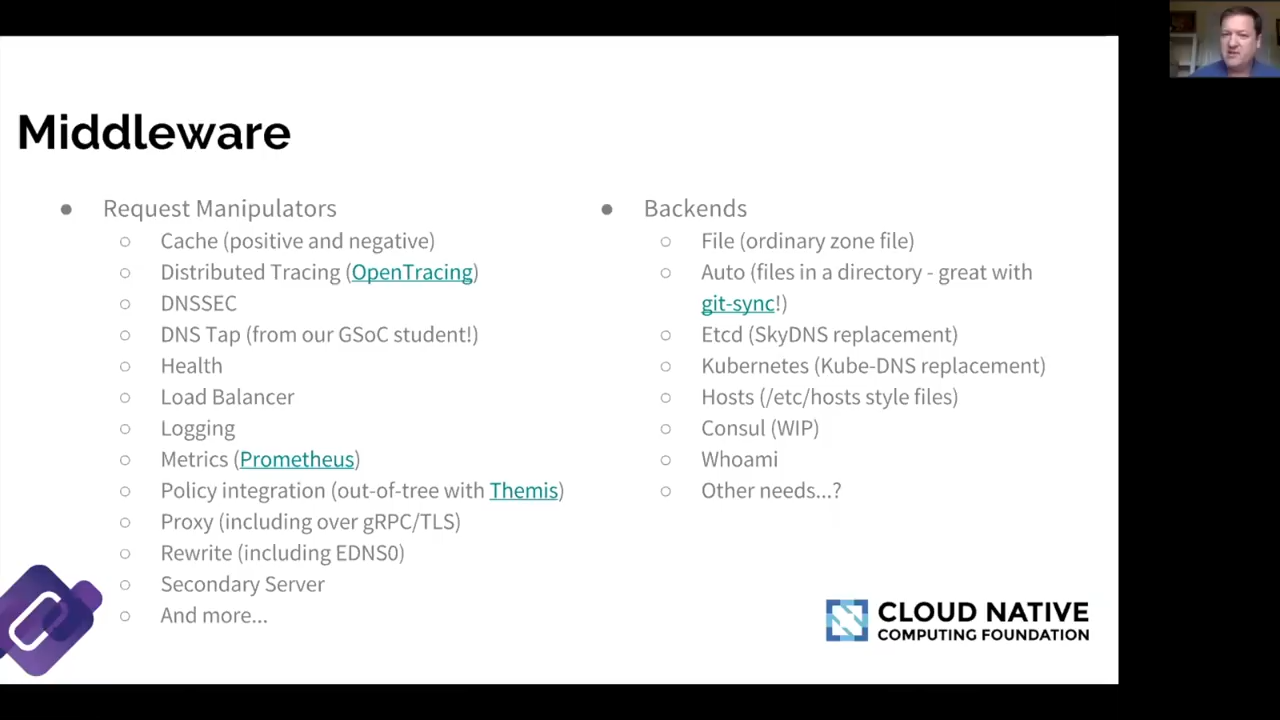 Middleware
● Request Manipulators
○ Cache (positive and negative)
○ Distributed Tracing (OpenTracing)
○ DNSSEC
○ DNS Tap (from our GSoC student!)
○ Health
○ Load Balancer
○ Logging
○ Metrics (Prometheus)
○ Policy integration (out-of-tree with Themis)
○ Proxy (including over gRPC/TLS)
○ Rewrite (including EDNS0)
○ Secondary Server
○ And more...
● Backends
○ File (ordinary zone file)
○ Auto (files in a directory - great with
git-sync!)
○ Etcd (SkyDNS replacement)
○ Kubernetes (Kube-DNS replacement)
○ Hosts (/etc/hosts style files)
○ Consul (WIP)
○ Whoami
○ Other needs...?
CLOUD NATIVE
COMPUTING FOUNDATION